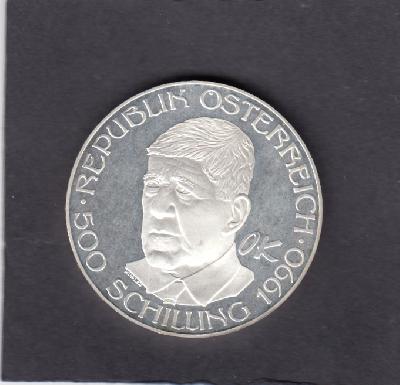 · REPUBLIK ÖSTERREICH ·
500 SCHILLING 1990
OK